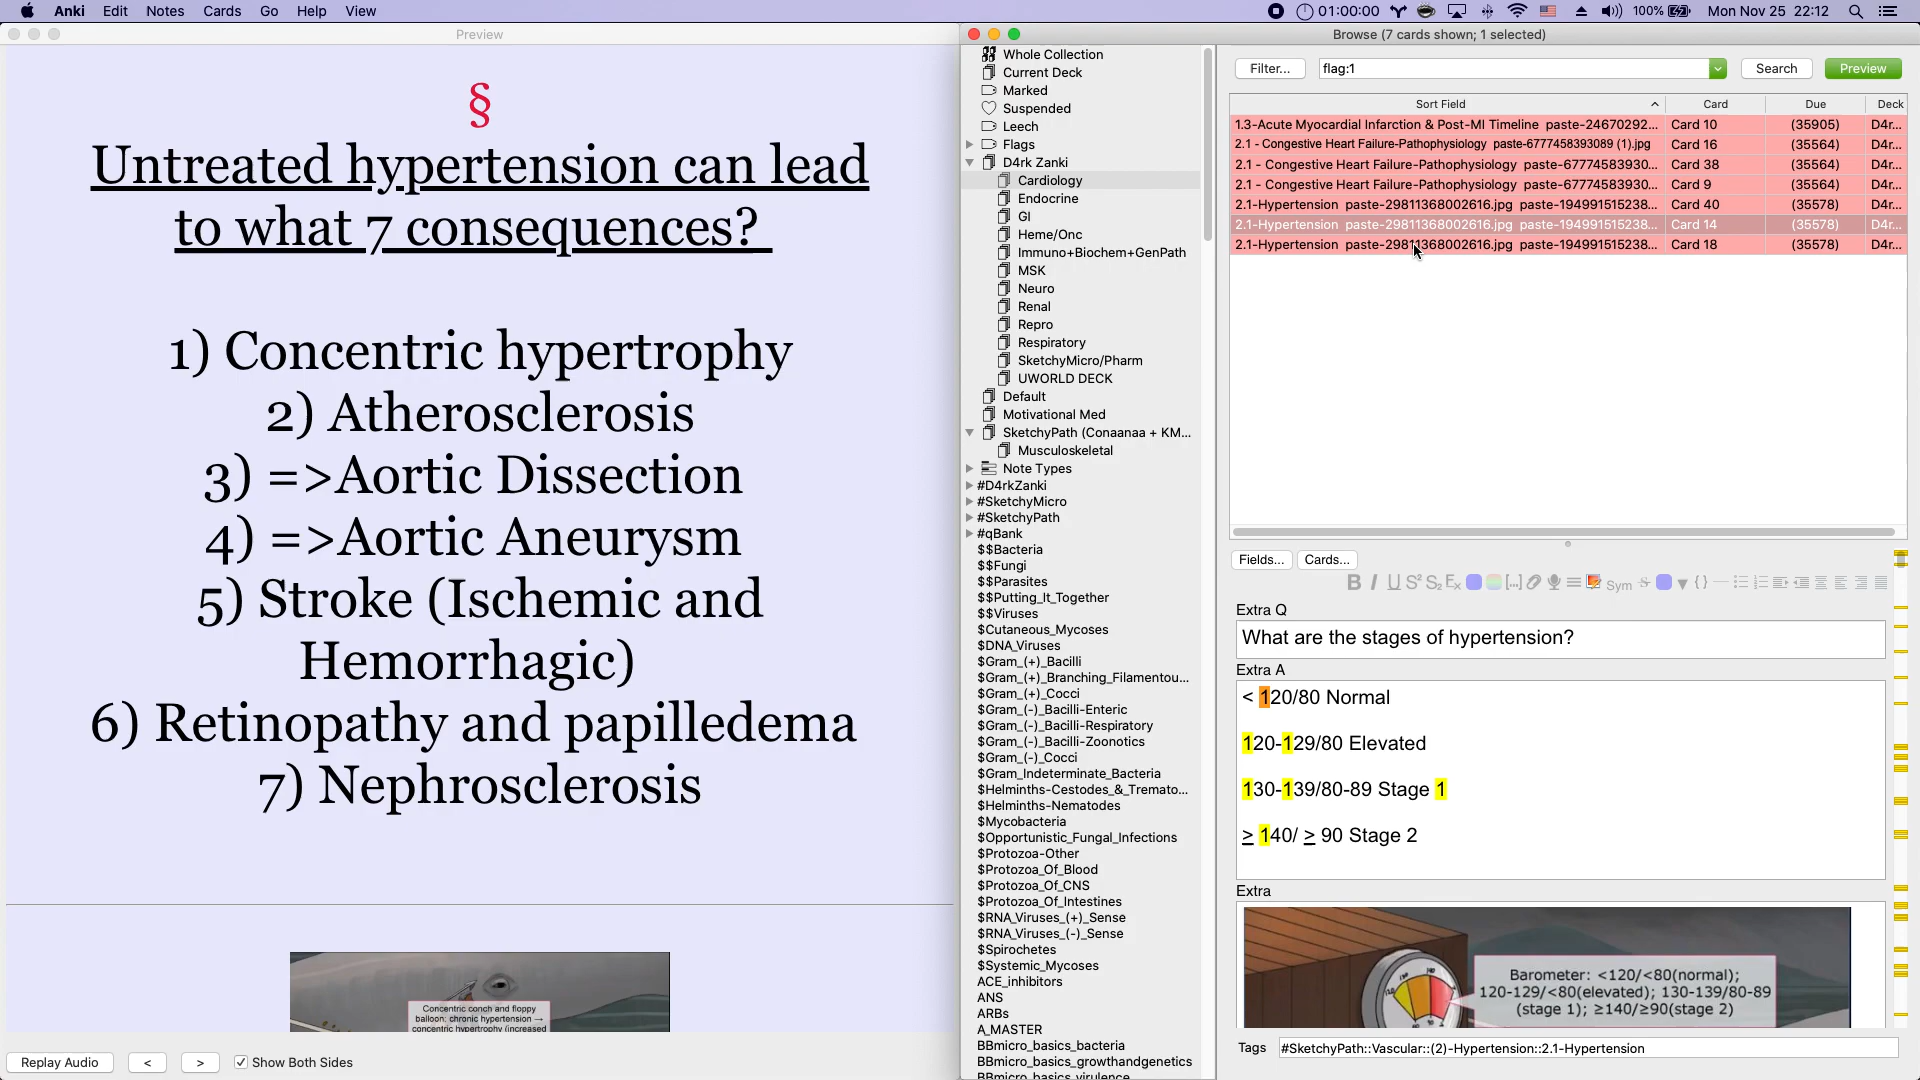 Anki Edit Notes Cards Go Help View
01:00:00 100% Mon Nov 25 22:12
Preview
§
Untreated hypertension can lead
to what 7 consequences?
1) Concentric hypertrophy
2) Atherosclerosis
3) =>Aortic Dissection
4) =>Aortic Aneurysm
5) Stroke (Ischemic and
Hemorrhagic)
6) Retinopathy and papilledema
7) Nephrosclerosis
Concentric conch and floppy
balloon: chronic hypertension →
concentric hypertrophy (increased
Replay Audio < > Show Both Sides
Browse (7 cards shown; 1 selected)
Whole Collection
Current Deck
Marked
Suspended
Leech
Flags
D4rk Zanki
Cardiology
Endocrine
GI
Heme/Onc
Immuno+Biochem+GenPath
MSK
Neuro
Renal
Repro
Respiratory
SketchyMicro/Pharm
UWORLD DECK
Default
Motivational Med
SketchyPath (Conaanaa + KM...
Musculoskeletal
Note Types
#D4rkZanki
#SketchyMicro
#SketchyPath
#qBank
$$Bacteria
$$Fungi
$$Parasites
$$Putting_It_Together
$$Viruses
$Cutaneous_Mycoses
$DNA_Viruses
$Gram_(+)_Bacilli
$Gram_(+)_Branching_Filamentou...
$Gram_(+)_Cocci
$Gram_(-)_Bacilli-Enteric
$Gram_(-)_Bacilli-Respiratory
$Gram_(-)_Bacilli-Zoonotics
$Gram_(-)_Cocci
$Gram_Indeterminate_Bacteria
$Helminths-Cestodes_&_Tremato...
$Helminths-Nematodes
$Mycobacteria
$Opportunistic_Fungal_Infections
$Protozoa-Other
$Protozoa_Of_Blood
$Protozoa_Of_CNS
$Protozoa_Of_Intestines
$RNA_Viruses_(+)_Sense
$RNA_Viruses_(-)_Sense
$Spirochetes
$Systemic_Mycoses
ACE_inhibitors
ANS
ARBs
A_MASTER
BBmicro_basics_bacteria
BBmicro_basics_growthandgenetics
BBmicro_basics_virulence
Filter... flag:1 Search Preview
Sort Field Card Due Deck
1.3-Acute Myocardial Infarction & Post-MI Timeline paste-24670292... Card 10 (35905) D4r...
2.1 - Congestive Heart Failure-Pathophysiology paste-6777458393089 (1).jpg Card 16 (35564) D4r...
2.1 - Congestive Heart Failure-Pathophysiology paste-67774583930... Card 38 (35564) D4r...
2.1 - Congestive Heart Failure-Pathophysiology paste-67774583930... Card 9 (35564) D4r...
2.1-Hypertension paste-29811368002616.jpg paste-194991515238... Card 40 (35578) D4r...
2.1-Hypertension paste-29811368002616.jpg paste-194991515238... Card 14 (35578) D4r...
2.1-Hypertension paste-29811368002616.jpg paste-194991515238... Card 18 (35578) D4r...
Fields... Cards...
B I U S² S₂ Ex [...] Sym S {}
Extra Q
What are the stages of hypertension?
Extra A
< 120/80 Normal
120-129/80 Elevated
130-139/80-89 Stage 1
≥ 140/ ≥ 90 Stage 2
Extra
Barometer: <120/<80(normal);
120-129/<80(elevated); 130-139/80-89
(stage 1); ≥140/≥90(stage 2)
Tags #SketchyPath::Vascular::(2)-Hypertension::2.1-Hypertension